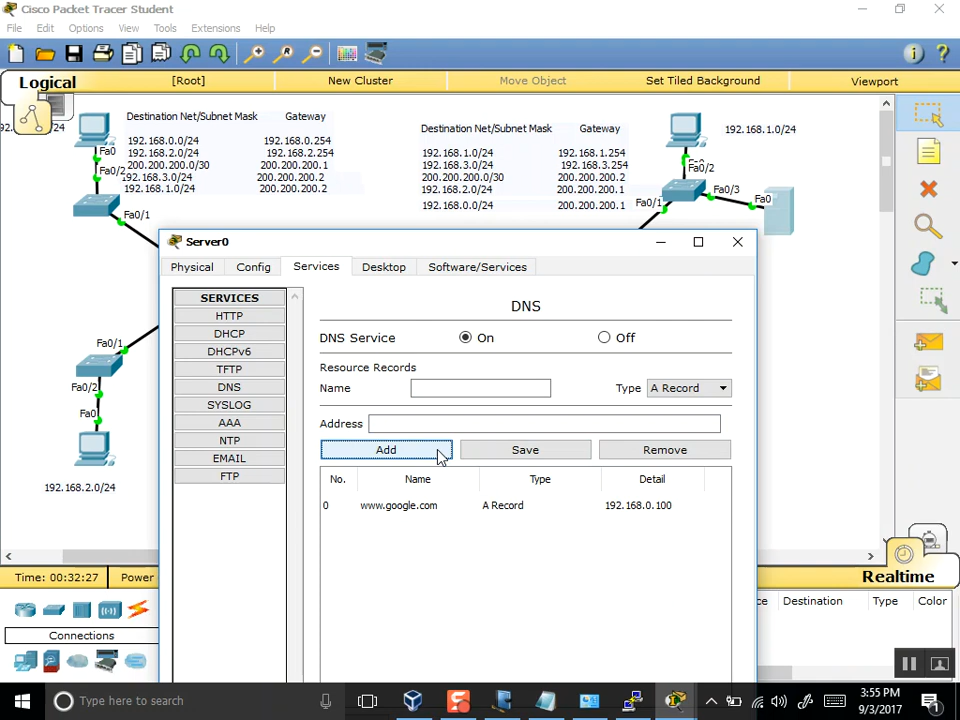 Cisco Packet Tracer Student
File Edit Options View Tools Extensions Help
Logical [Root] New Cluster Move Object Set Tiled Background Viewport
Destination Net/Subnet Mask Gateway
192.168.0.0/24 192.168.0.254
192.168.2.0/24 192.168.2.254
200.200.200.0/30 200.200.200.1
192.168.3.0/24 200.200.200.2
192.168.1.0/24 200.200.200.2
Fa0
Fa0/2
Fa0/1
Destination Net/Subnet Mask Gateway
192.168.1.0/24 192.168.1.254
192.168.3.0/24 192.168.3.254
200.200.200.0/30 200.200.200.2
192.168.2.0/24 200.200.200.1
192.168.0.0/24 200.200.200.1
192.168.1.0/24
Fa0/2
Fa0/3
Fa0
Fa0/1
Fa0/1
Fa0/2
Fa0
192.168.2.0/24
Server0
Physical Config Services Desktop Software/Services
SERVICES
HTTP
DHCP
DHCPv6
TFTP
DNS
SYSLOG
AAA
NTP
EMAIL
FTP
DNS
DNS Service On Off
Resource Records
Name Type A Record
Address
Add Save Remove
No. Name Type Detail
0 www.google.com A Record 192.168.0.100
Time: 00:32:27 Power
Realtime
Destination Type Color
Connections
Type here to search
3:55 PM
9/3/2017
1